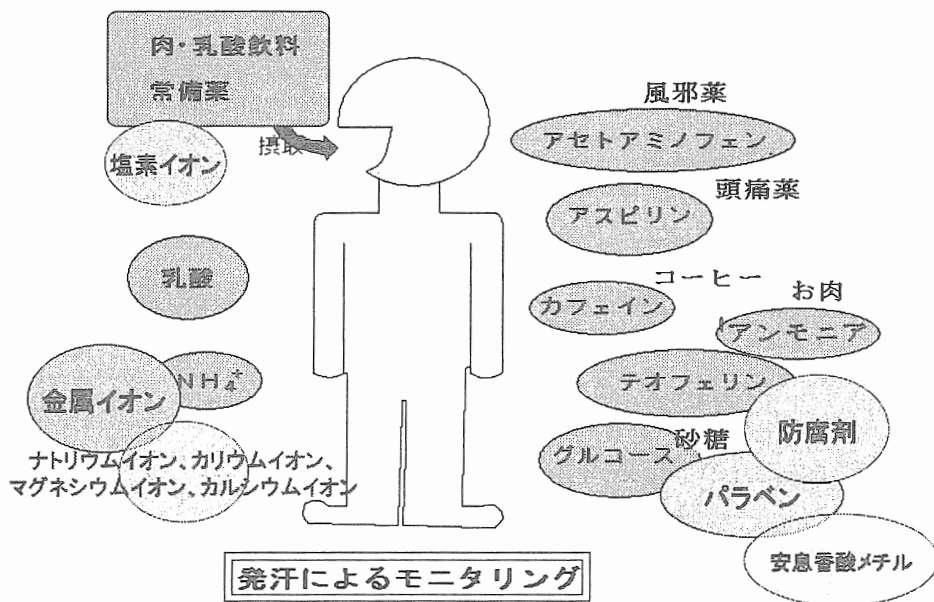 肉・乳酸飲料
常備薬
摂取
塩素イオン
乳酸
NH₄⁺
金属イオン
ナトリウムイオン、カリウムイオン、
マグネシウムイオン、カルシウムイオン
風邪薬
アセトアミノフェン
頭痛薬
アスピリン
コーヒー
カフェイン
お肉
アンモニア
テオフェリン
防腐剤
砂糖
グルコース
パラベン
安息香酸メチル
発汗によるモニタリング